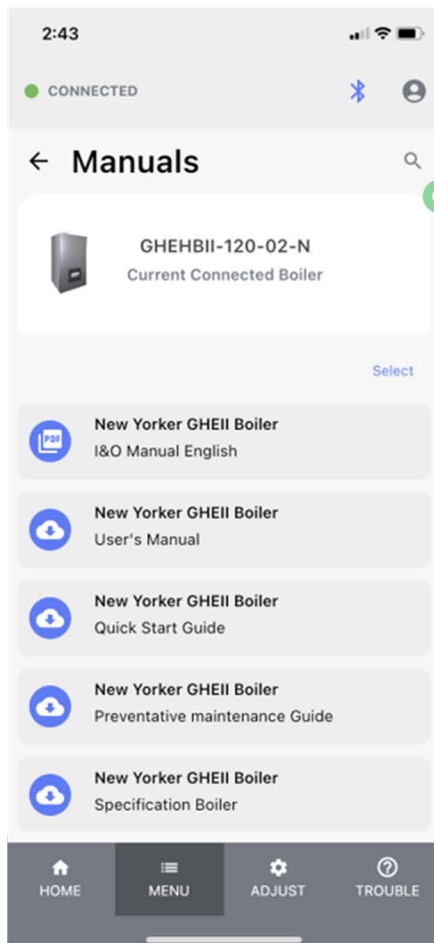 2:43
CONNECTED
Manuals
GHEHBII-120-02-N
Current Connected Boiler
Select
New Yorker GHEII Boiler
PDF
I&O Manual English
New Yorker GHEII Boiler
User's Manual
New Yorker GHEII Boiler
Quick Start Guide
New Yorker GHEII Boiler
Preventative maintenance Guide
New Yorker GHEII Boiler
Specification Boiler
HOME MENU ADJUST TROUBLE